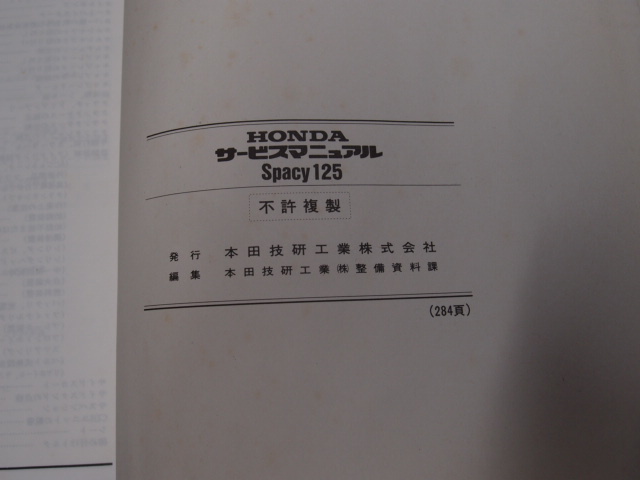 HONDA
サービスマニュアル
Spacy 125
不許複製
発行 本田技研工業株式会社
編集 本田技研工業㈱整備資料課
(284頁)